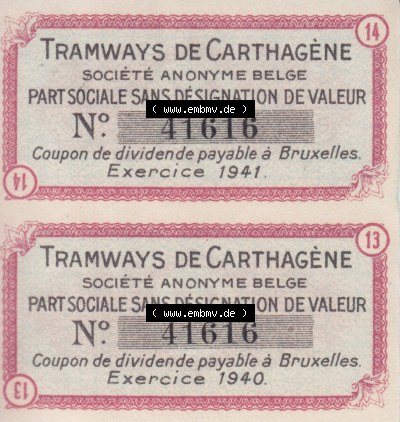 14
TRAMWAYS DE CARTHAGÈNE
SOCIÉTÉ ANONYME BELGE
PART SOCIALE SANS DÉSIGNATION DE VALEUR
( www.embmv.de )
Nº. 41616
Coupon de dividende payable à Bruxelles.
Exercice 1941.
14
13
TRAMWAYS DE CARTHAGÈNE
SOCIÉTÉ ANONYME BELGE
PART SOCIALE SANS DÉSIGNATION DE VALEUR
( www.embmv.de )
Nº. 41616
Coupon de dividende payable à Bruxelles.
Exercice 1940.
13